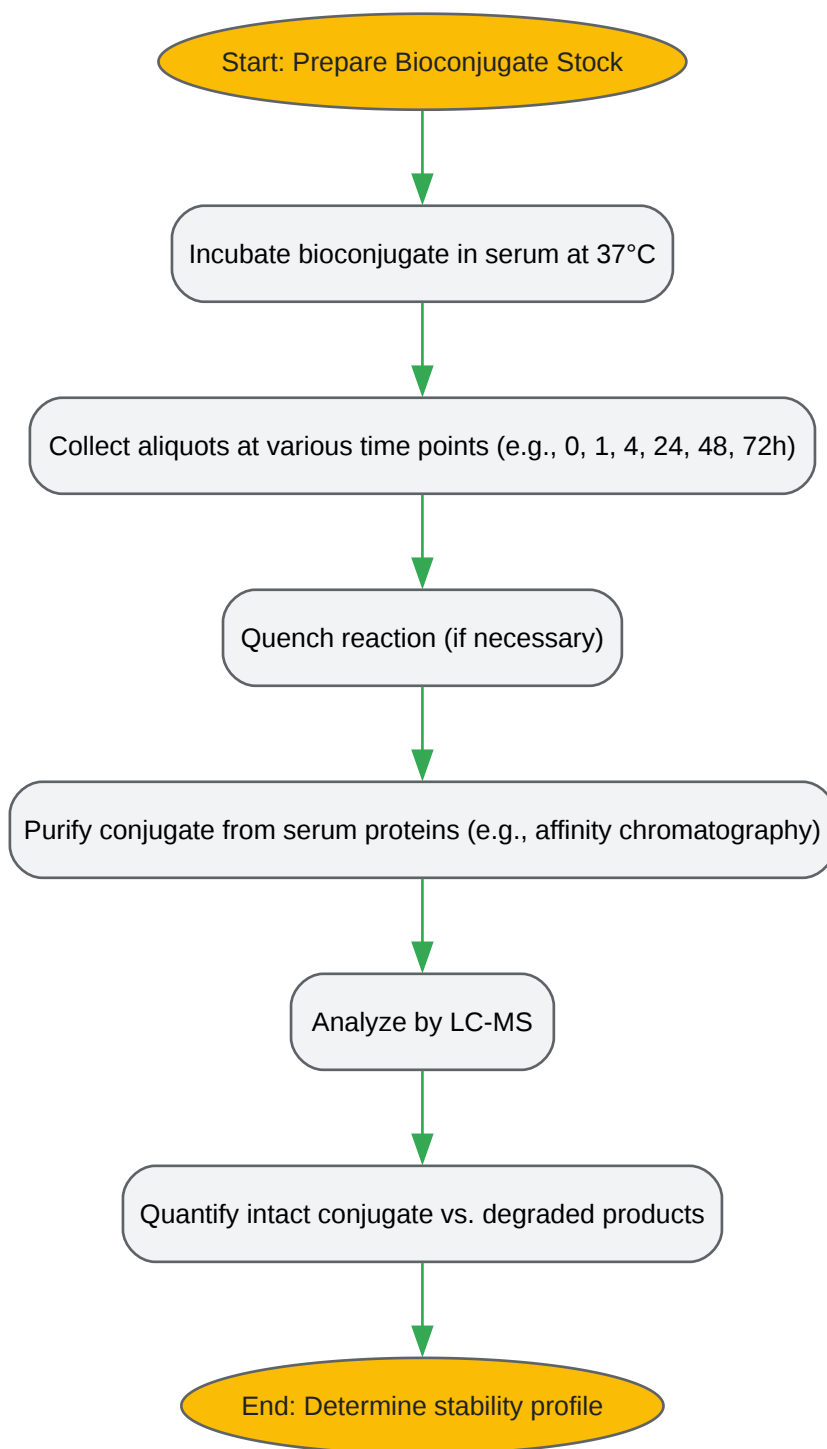 Start: Prepare Bioconjugate Stock
Incubate bioconjugate in serum at 37°C
Collect aliquots at various time points (e.g., 0, 1, 4, 24, 48, 72h)
Quench reaction (if necessary)
Purify conjugate from serum proteins (e.g., affinity chromatography)
Analyze by LC-MS
Quantify intact conjugate vs. degraded products
End: Determine stability profile